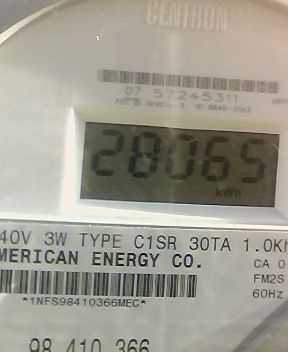 CENTRON®
07 57245311
28065
kWh
40V 3W TYPE C1SR 30TA 1.0Kh
MERICAN ENERGY CO.
CA 0
FM2S
60Hz
*1NFS98410366MEC*
98 410 366